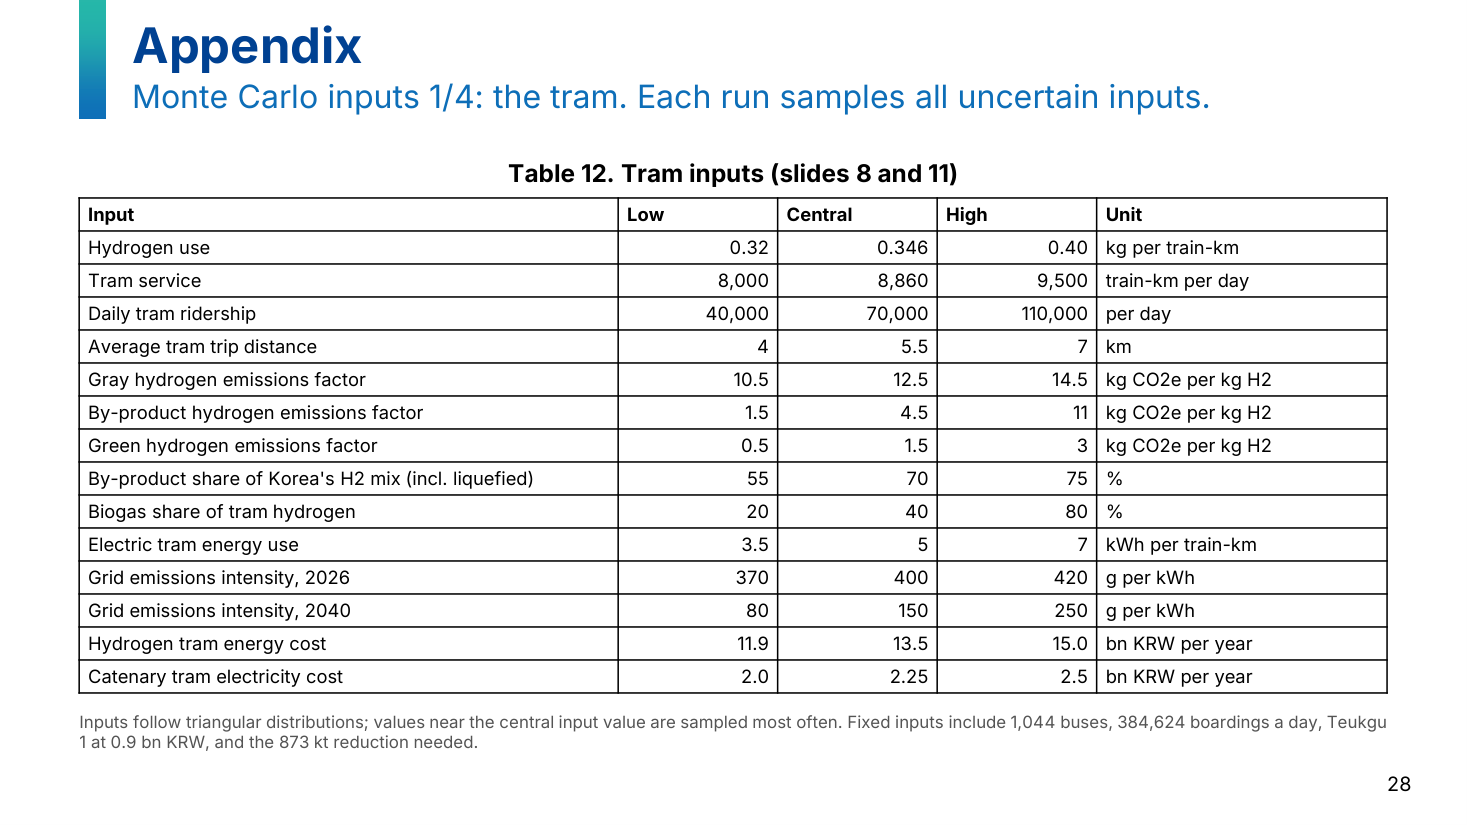 Appendix
Monte Carlo inputs 1/4: the tram. Each run samples all uncertain inputs.
Table 12. Tram inputs (slides 8 and 11)
Input Low Central High Unit
Hydrogen use 0.32 0.346 0.40 kg per train-km
Tram service 8,000 8,860 9,500 train-km per day
Daily tram ridership 40,000 70,000 110,000 per day
Average tram trip distance 4 5.5 7 km
Gray hydrogen emissions factor 10.5 12.5 14.5 kg CO2e per kg H2
By-product hydrogen emissions factor 1.5 4.5 11 kg CO2e per kg H2
Green hydrogen emissions factor 0.5 1.5 3 kg CO2e per kg H2
By-product share of Korea's H2 mix (incl. liquefied) 55 70 75 %
Biogas share of tram hydrogen 20 40 80 %
Electric tram energy use 3.5 5 7 kWh per train-km
Grid emissions intensity, 2026 370 400 420 g per kWh
Grid emissions intensity, 2040 80 150 250 g per kWh
Hydrogen tram energy cost 11.9 13.5 15.0 bn KRW per year
Catenary tram electricity cost 2.0 2.25 2.5 bn KRW per year
Inputs follow triangular distributions; values near the central input value are sampled most often. Fixed inputs include 1,044 buses, 384,624 boardings a day, Teukgu
1 at 0.9 bn KRW, and the 873 kt reduction needed.
28